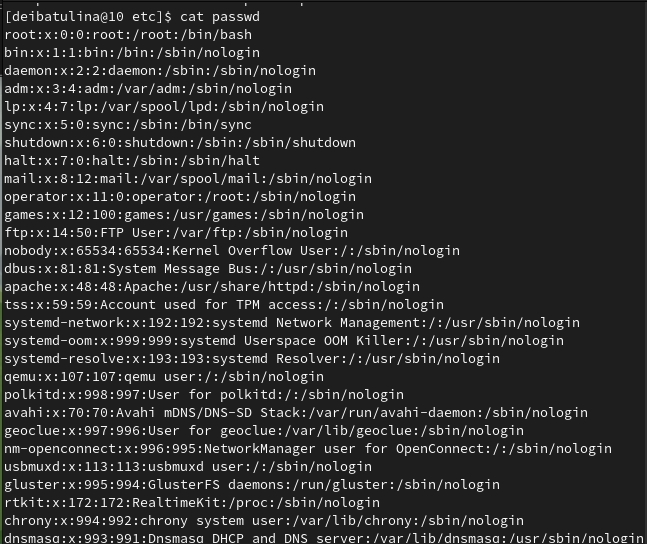 [deibatulina@10 etc]$ cat passwd
root:x:0:0:root:/root:/bin/bash
bin:x:1:1:bin:/bin:/sbin/nologin
daemon:x:2:2:daemon:/sbin:/sbin/nologin
adm:x:3:4:adm:/var/adm:/sbin/nologin
lp:x:4:7:lp:/var/spool/lpd:/sbin/nologin
sync:x:5:0:sync:/sbin:/bin/sync
shutdown:x:6:0:shutdown:/sbin:/sbin/shutdown
halt:x:7:0:halt:/sbin:/sbin/halt
mail:x:8:12:mail:/var/spool/mail:/sbin/nologin
operator:x:11:0:operator:/root:/sbin/nologin
games:x:12:100:games:/usr/games:/sbin/nologin
ftp:x:14:50:FTP User:/var/ftp:/sbin/nologin
nobody:x:65534:65534:Kernel Overflow User:/:/sbin/nologin
dbus:x:81:81:System Message Bus:/:/usr/sbin/nologin
apache:x:48:48:Apache:/usr/share/httpd:/sbin/nologin
tss:x:59:59:Account used for TPM access:/:/sbin/nologin
systemd-network:x:192:192:systemd Network Management:/:/usr/sbin/nologin
systemd-oom:x:999:999:systemd Userspace OOM Killer:/:/usr/sbin/nologin
systemd-resolve:x:193:193:systemd Resolver:/:/usr/sbin/nologin
qemu:x:107:107:qemu user:/:/sbin/nologin
polkitd:x:998:997:User for polkitd:/:/sbin/nologin
avahi:x:70:70:Avahi mDNS/DNS-SD Stack:/var/run/avahi-daemon:/sbin/nologin
geoclue:x:997:996:User for geoclue:/var/lib/geoclue:/sbin/nologin
nm-openconnect:x:996:995:NetworkManager user for OpenConnect:/:/sbin/nologin
usbmuxd:x:113:113:usbmuxd user:/:/sbin/nologin
gluster:x:995:994:GlusterFS daemons:/run/gluster:/sbin/nologin
rtkit:x:172:172:RealtimeKit:/proc:/sbin/nologin
chrony:x:994:992:chrony system user:/var/lib/chrony:/sbin/nologin
dnsmasq:x:993:991:Dnsmasq DHCP and DNS server:/var/lib/dnsmasq:/usr/sbin/nologin